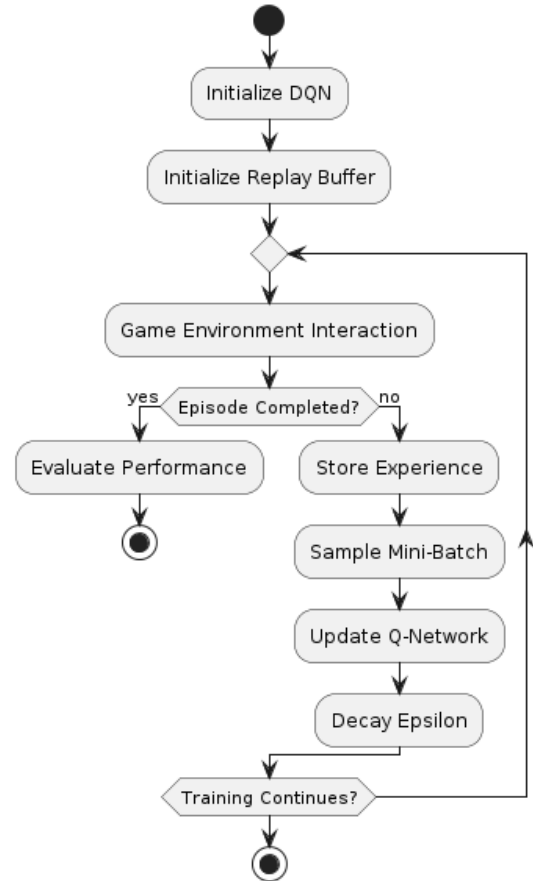 Initialize DQN
Initialize Replay Buffer
Game Environment Interaction
yes
Episode Completed?
no
Evaluate Performance
Store Experience
Sample Mini-Batch
Update Q-Network
Decay Epsilon
Training Continues?